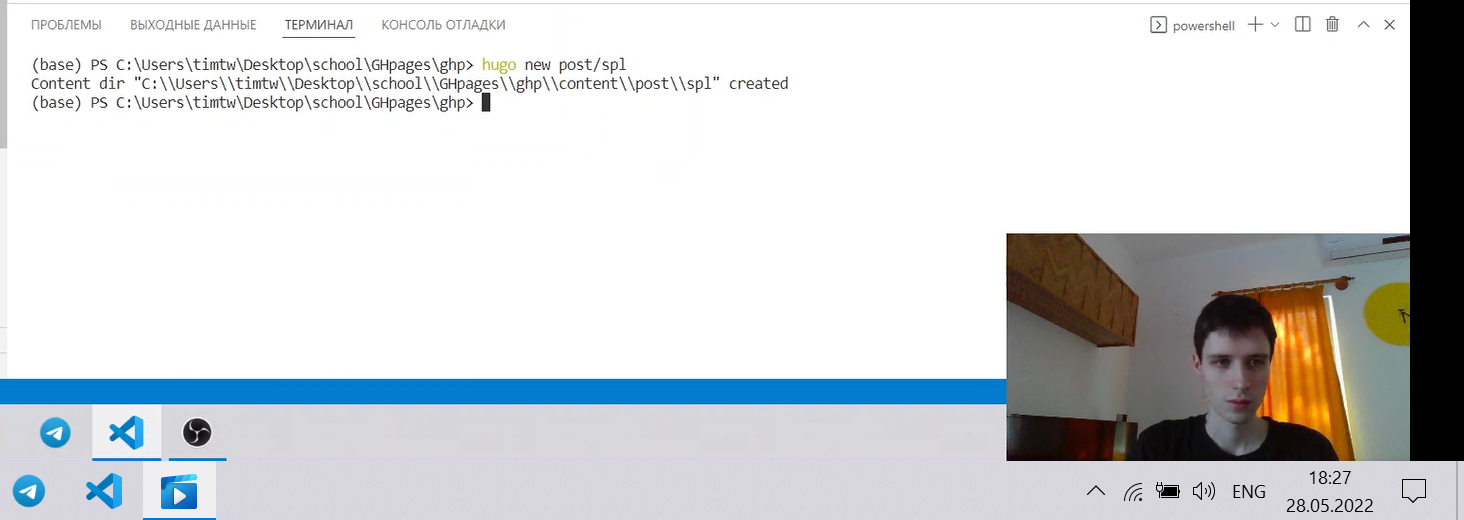 ПРОБЛЕМЫ ВЫХОДНЫЕ ДАННЫЕ ТЕРМИНАЛ КОНСОЛЬ ОТЛАДКИ powershell
(base) PS C:\Users\timtw\Desktop\school\GHpages\ghp> hugo new post/spl
Content dir "C:\\Users\\timtw\\Desktop\\school\\GHpages\\ghp\\content\\post\\spl" created
(base) PS C:\Users\timtw\Desktop\school\GHpages\ghp>
ENG
18:27
28.05.2022